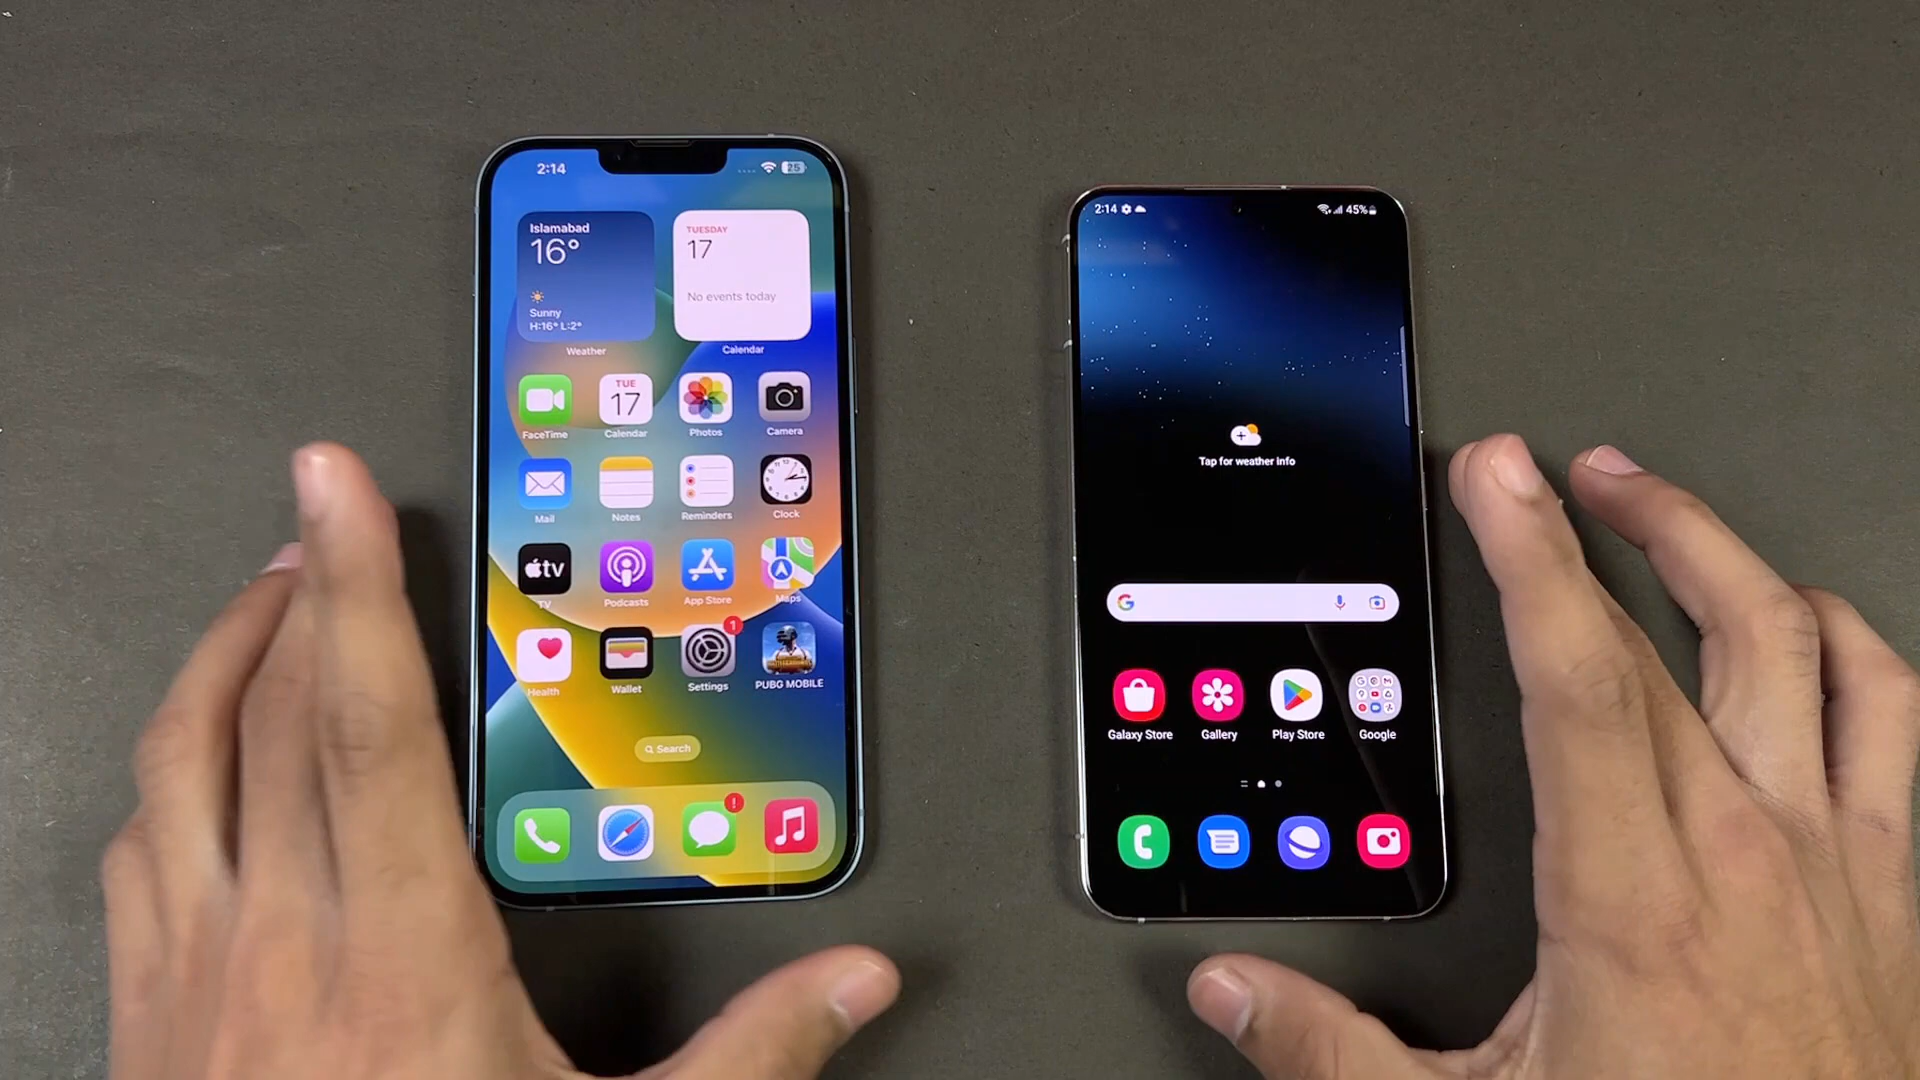 2:14
25
Islamabad
16°
Sunny
H:16° L:2°
Weather
TUESDAY
17
No events today
Calendar
FaceTime
TUE
17
Calendar
Photos
Camera
Mail
Notes
Reminders
Clock
tv
TV
Podcasts
App Store
Maps
Health
Wallet
1
Settings
PUBG MOBILE
Search
!
2:14
45%
Tap for weather info
G
Galaxy Store
Gallery
Play Store
Google